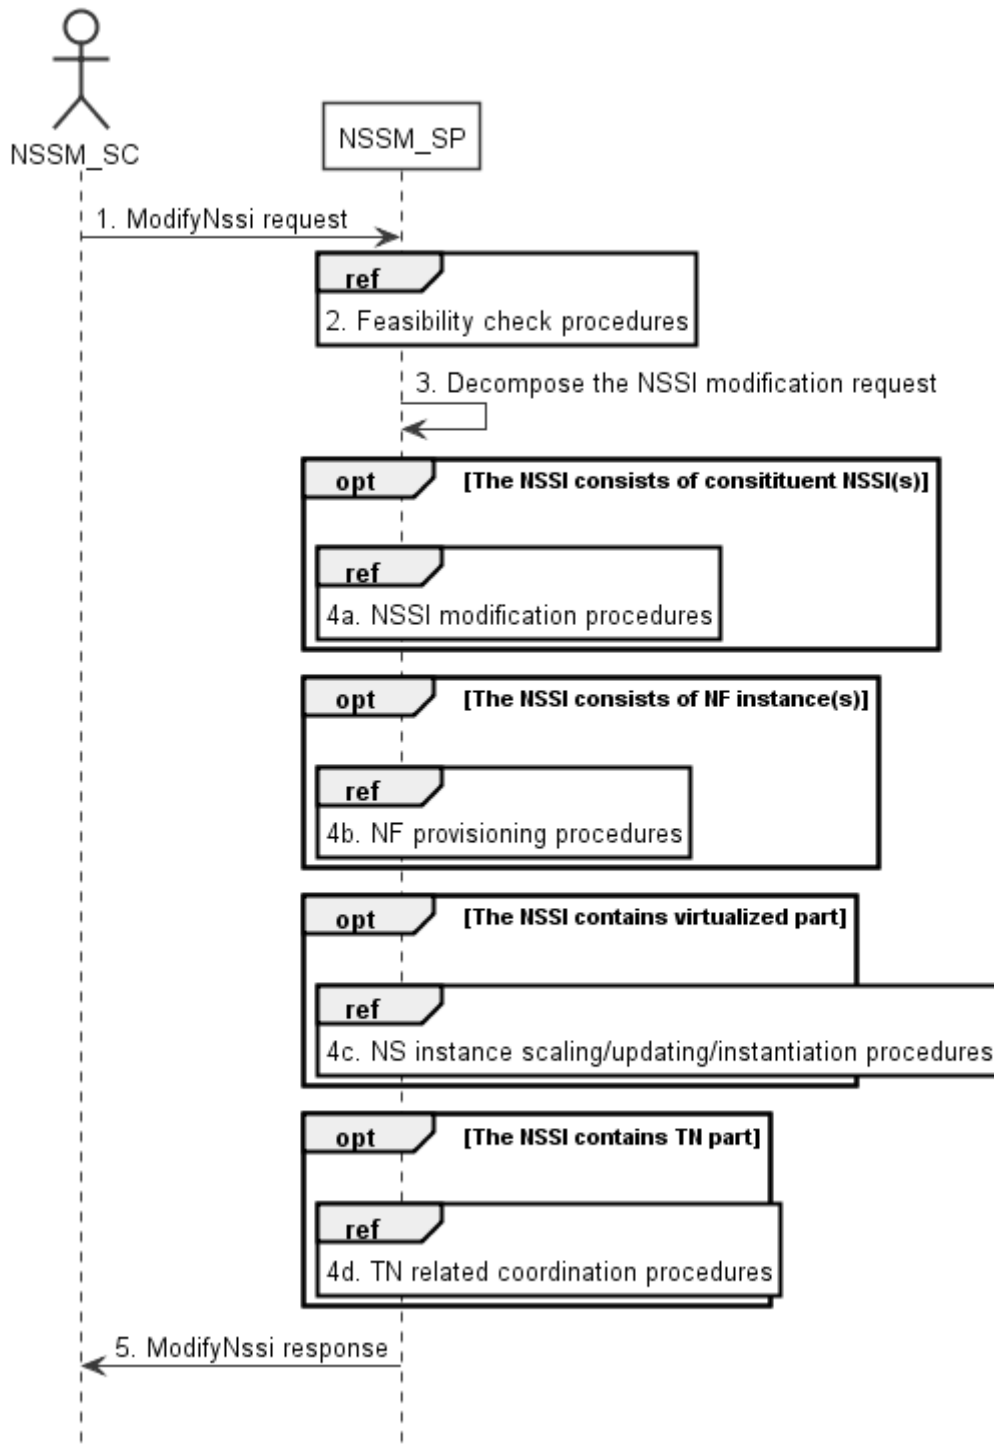 NSSM_SC
NSSM_SP
1. ModifyNssi request
ref
2. Feasibility check procedures
3. Decompose the NSSI modification request
opt [The NSSI consists of consitituent NSSI(s)]
ref
4a. NSSI modification procedures
opt [The NSSI consists of NF instance(s)]
ref
4b. NF provisioning procedures
opt [The NSSI contains virtualized part]
ref
4c. NS instance scaling/updating/instantiation procedures
opt [The NSSI contains TN part]
ref
4d. TN related coordination procedures
5. ModifyNssi response